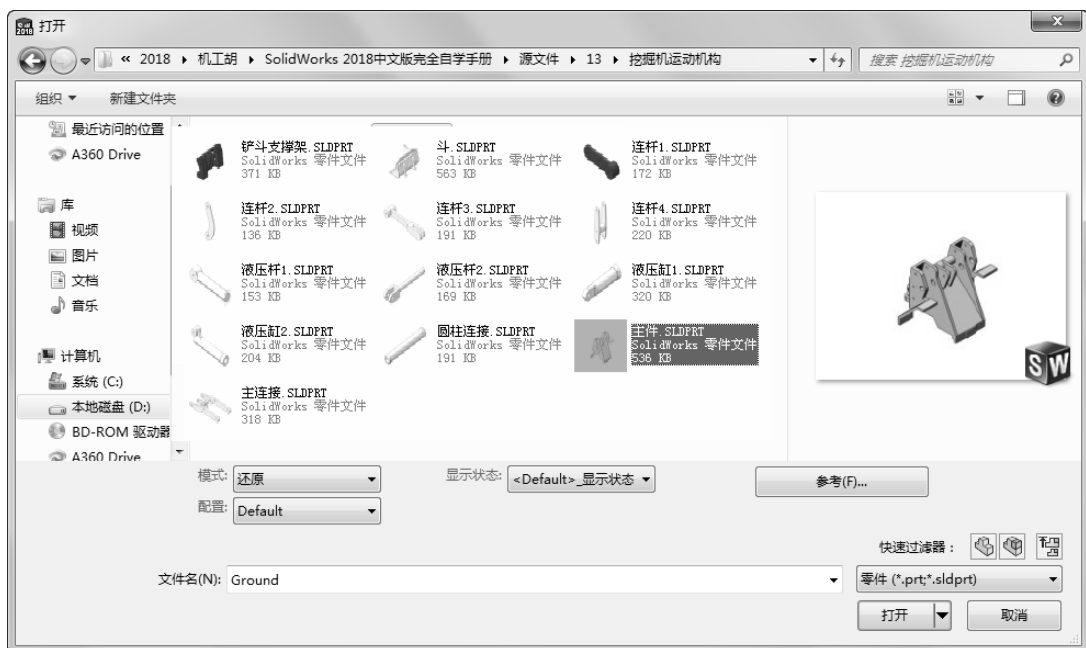 SW 2018 打开
« 2018 ▸ 机工胡 ▸ SolidWorks 2018中文版完全自学手册 ▸ 源文件 ▸ 13 ▸ 挖掘机运动机构
搜索 挖掘机运动机构
组织 新建文件夹
最近访问的位置
A360 Drive
库
视频
图片
文档
音乐
计算机
系统 (C:)
本地磁盘 (D:)
BD-ROM 驱动器
A360 Drive
铲斗支撑架.SLDPRT
SolidWorks 零件文件
371 KB
斗.SLDPRT
SolidWorks 零件文件
563 KB
连杆1.SLDPRT
SolidWorks 零件文件
172 KB
连杆2.SLDPRT
SolidWorks 零件文件
136 KB
连杆3.SLDPRT
SolidWorks 零件文件
191 KB
连杆4.SLDPRT
SolidWorks 零件文件
220 KB
液压杆1.SLDPRT
SolidWorks 零件文件
153 KB
液压杆2.SLDPRT
SolidWorks 零件文件
169 KB
液压缸1.SLDPRT
SolidWorks 零件文件
320 KB
液压缸2.SLDPRT
SolidWorks 零件文件
204 KB
圆柱连接.SLDPRT
SolidWorks 零件文件
191 KB
主件.SLDPRT
SolidWorks 零件文件
536 KB
主连接.SLDPRT
SolidWorks 零件文件
318 KB
SW
模式: 还原
显示状态: <Default>_显示状态
参考(F)...
配置: Default
快速过滤器：
文件名(N): Ground
零件 (*.prt;*.sldprt)
打开
取消